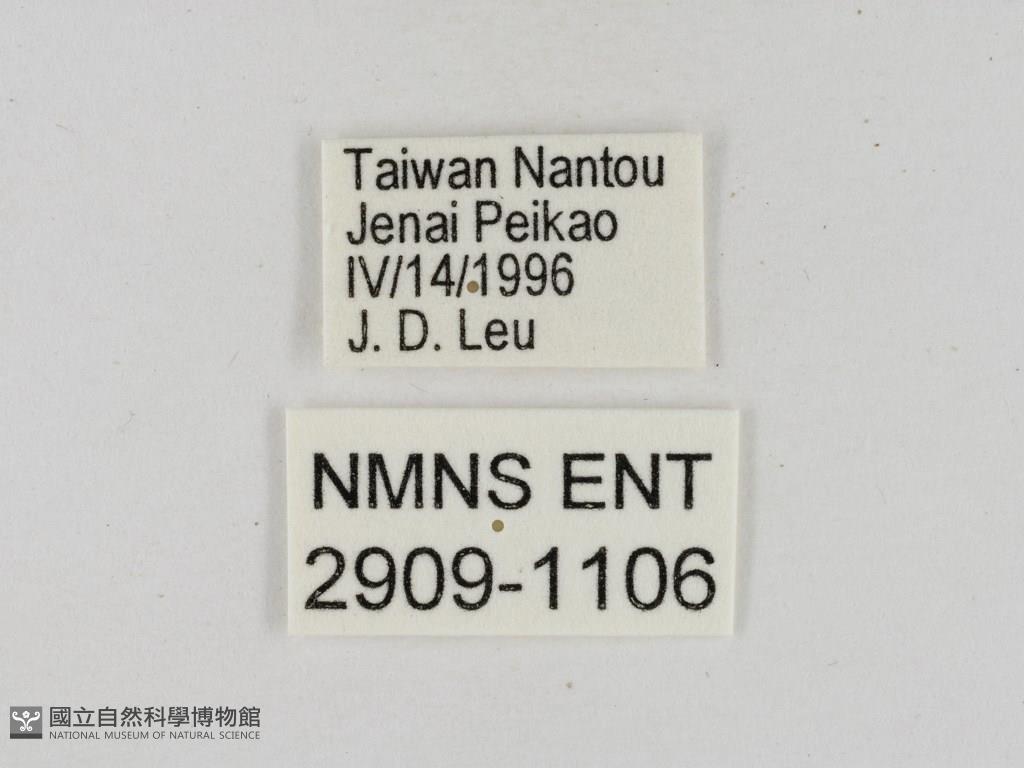 Taiwan Nantou
Jenai Peikao
IV/14/1996
J. D. Leu
NMNS ENT
2909-1106
國立自然科學博物館
NATIONAL MUSEUM OF NATURAL SCIENCE